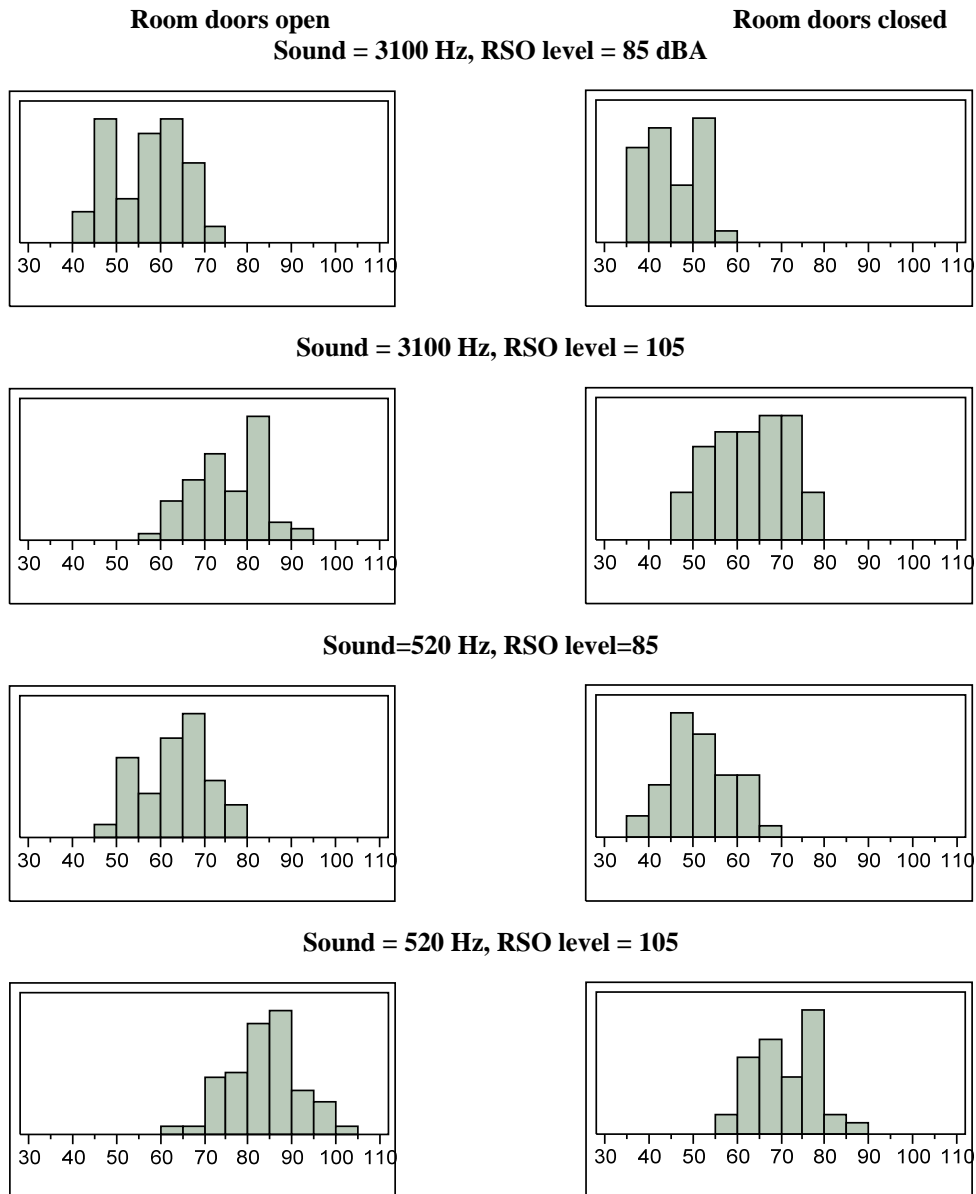 Room doors open Room doors closed
Sound = 3100 Hz, RSO level = 85 dBA
30 40 50 60 70 80 90 100 110 30 40 50 60 70 80 90 100 110
Sound = 3100 Hz, RSO level = 105
30 40 50 60 70 80 90 100 110 30 40 50 60 70 80 90 100 110
Sound=520 Hz, RSO level=85
30 40 50 60 70 80 90 100 110 30 40 50 60 70 80 90 100 110
Sound = 520 Hz, RSO level = 105
30 40 50 60 70 80 90 100 110 30 40 50 60 70 80 90 100 110